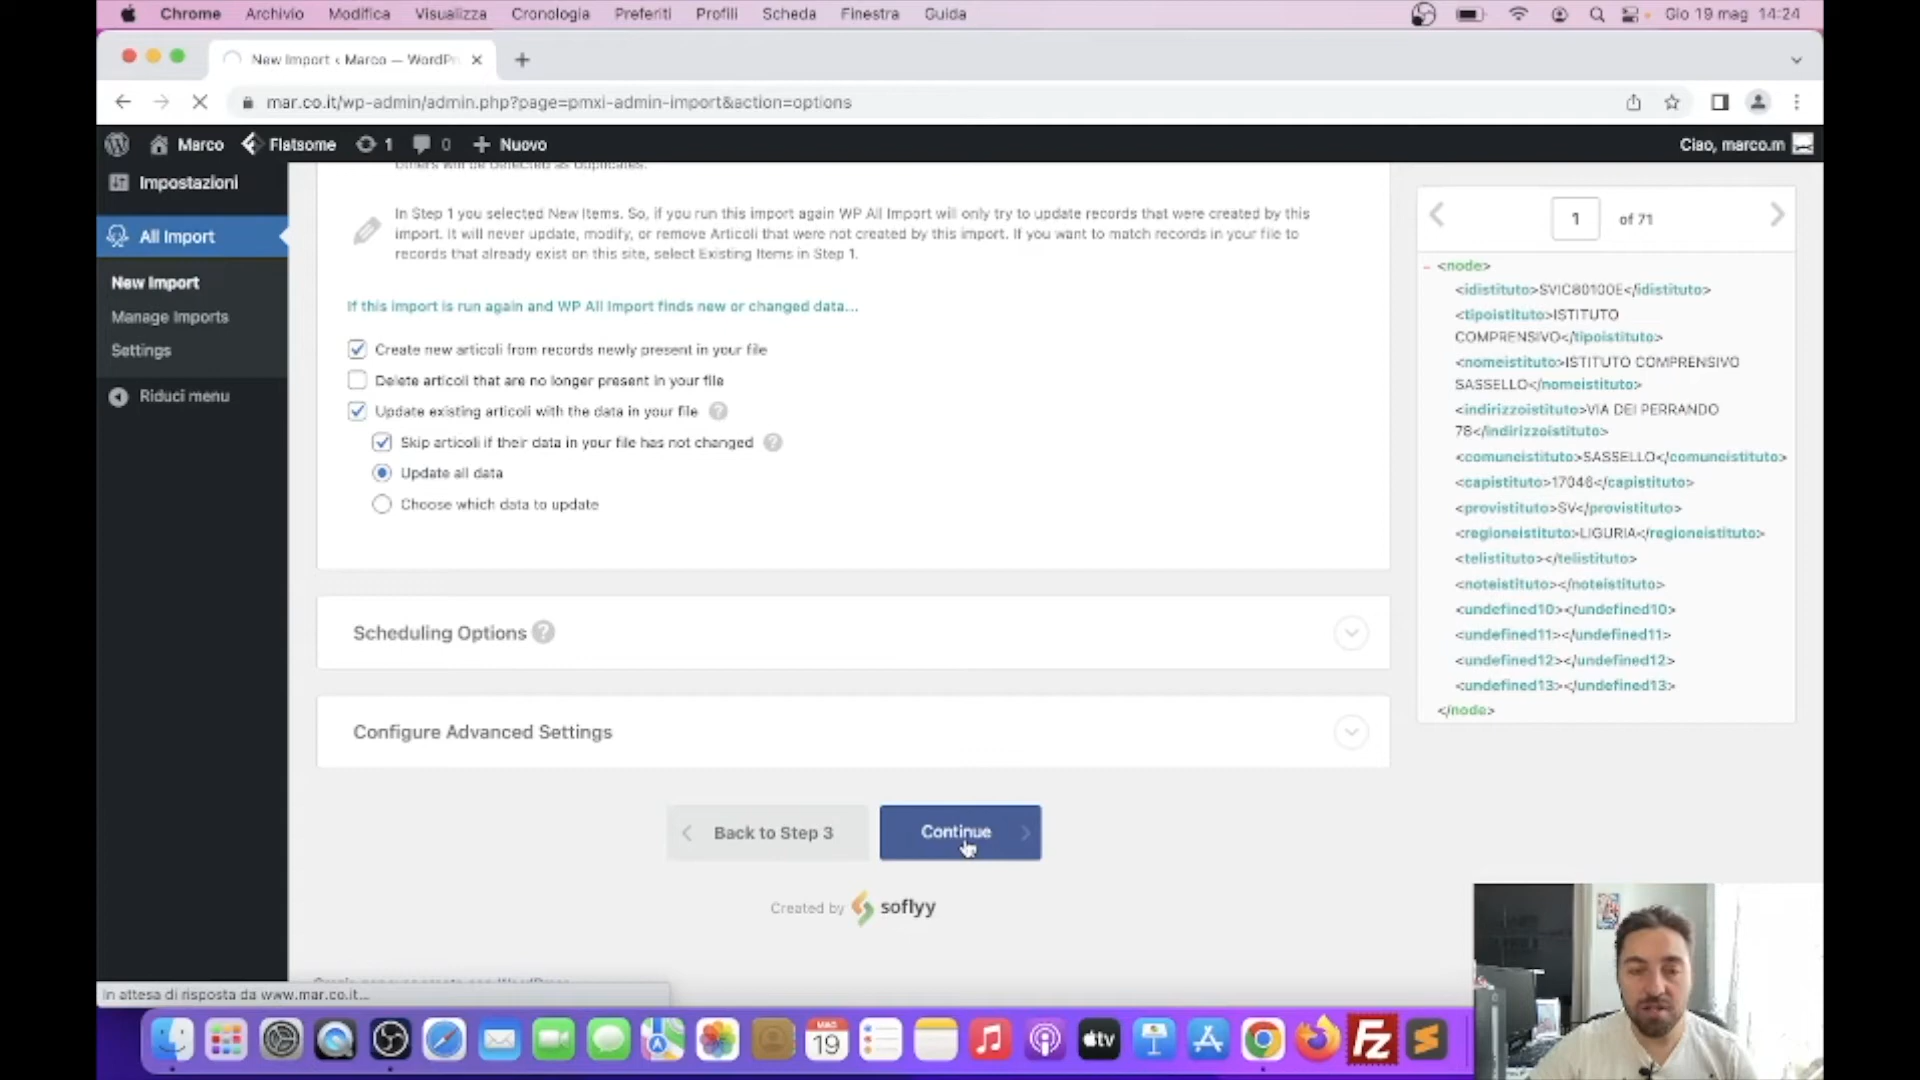 Chrome Archivio Modifica Visualizza Cronologia Preferiti Profili Scheda Finestra Guida Gio 19 mag 14:24
New Import ‹ Marco — WordPr
mar.co.it/wp-admin/admin.php?page=pmxi-admin-import&action=options
Marco Flatsome 1 0 Nuovo Ciao, marco.m
Impostazioni
All Import
New Import
Manage Imports
Settings
Riduci menu
others will be detected as duplicates.
In Step 1 you selected New Items. So, if you run this import again WP All Import will only try to update records that were created by this
import. It will never update, modify, or remove Articoli that were not created by this import. If you want to match records in your file to
records that already exist on this site, select Existing Items in Step 1.
If this import is run again and WP All Import finds new or changed data...
Create new articoli from records newly present in your file
Delete articoli that are no longer present in your file
Update existing articoli with the data in your file ?
Skip articoli if their data in your file has not changed ?
Update all data
Choose which data to update
Scheduling Options ?
Configure Advanced Settings
Back to Step 3
Continue
Created by soflyy
1 of 71
<node>
<idistituto>SVIC80100E</idistituto>
<tipoistituto>ISTITUTO
COMPRENSIVO</tipoistituto>
<nomeistituto>ISTITUTO COMPRENSIVO
SASSELLO</nomeistituto>
<indirizzoistituto>VIA DEI PERRANDO
78</indirizzoistituto>
<comuneistituto>SASSELLO</comuneistituto>
<capistituto>17046</capistituto>
<provistituto>SV</provistituto>
<regioneistituto>LIGURIA</regioneistituto>
<telistituto></telistituto>
<noteistituto></noteistituto>
<undefined10></undefined10>
<undefined11></undefined11>
<undefined12></undefined12>
<undefined13></undefined13>
</node>
In attesa di risposta da www.mar.co.it...
MAG
19
tv
FZ